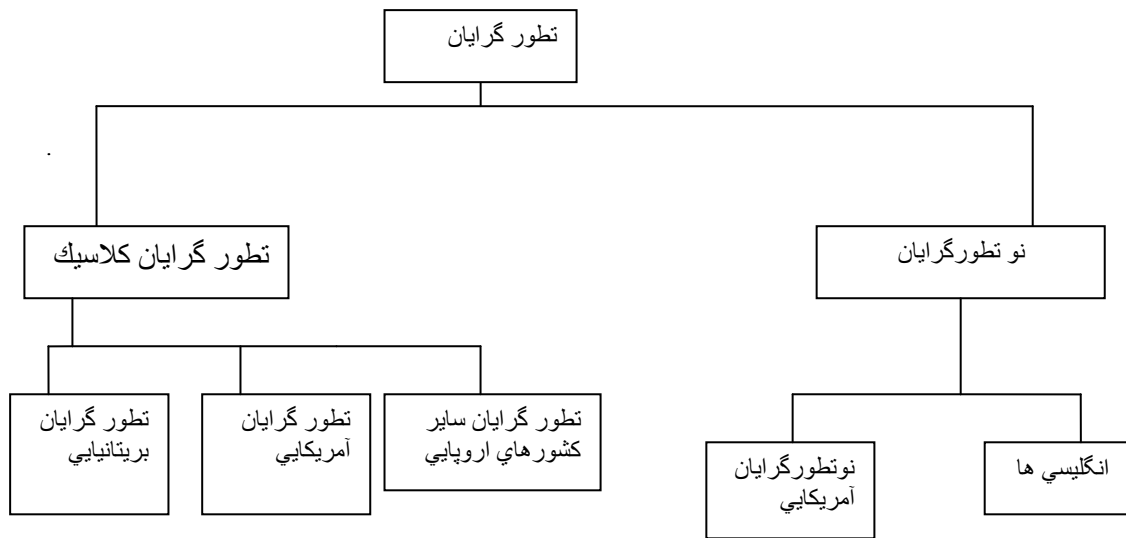 تطور گرايان
نو تطورگرايان
تطور گرايان كلاسيك
انگليسي ها
نوتطورگرايان
آمريكايي
تطور گرايان ساير
كشورهاي اروپايي
تطور گرايان
آمريكايي
تطور گرايان
بريتانيايي